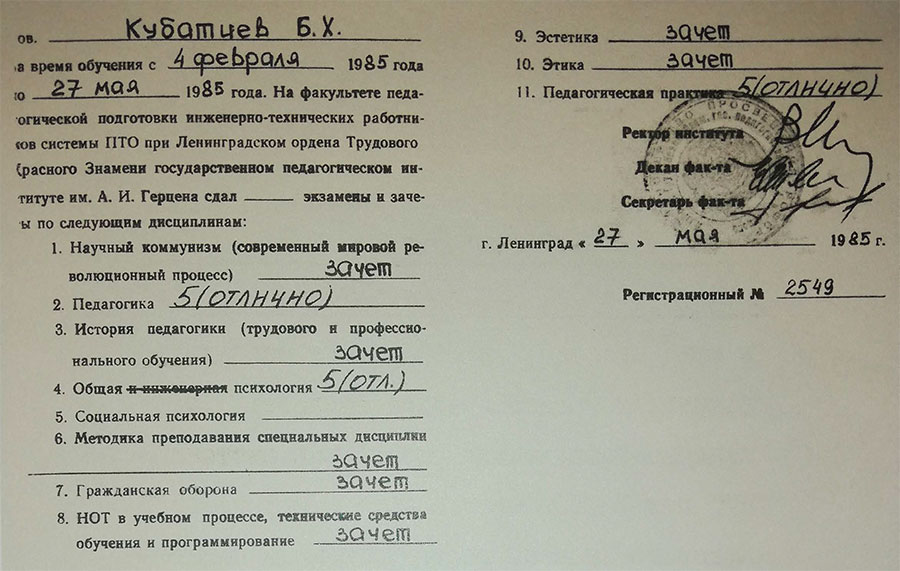 ов. Кубатиев Б.Х.
а время обучения с 4 февраля 1985 года
о 27 мая 1985 года. На факультете педа-
огической подготовки инженерно-технических работни-
ков системы ПТО при Ленинградском ордена Трудового
Красного Знамени государственном педагогическом ин-
титуте им. А. И. Герцена сдал экзамены и заче-
ы по следующим дисциплинам:
1. Научный коммунизм (современный мировой ре-
волюционный процесс) зачет
2. Педагогика 5(отлично)
3. История педагогики (трудового и профессио-
нального обучения) зачет
4. Общая и инженерная психология 5(отл.)
5. Социальная психология
6. Методика преподавания специальных дисциплин
зачет
7. Гражданская оборона зачет
8. НОТ в учебном процессе, технические средства
обучения и программирование зачет
9. Эстетика зачет
10. Этика зачет
11. Педагогическая практика 5(отлично)
Ректор института
Декан фак-та
Секретарь фак-та
г. Ленинград « 27 » мая 1985 г.
Регистрационный № 2549